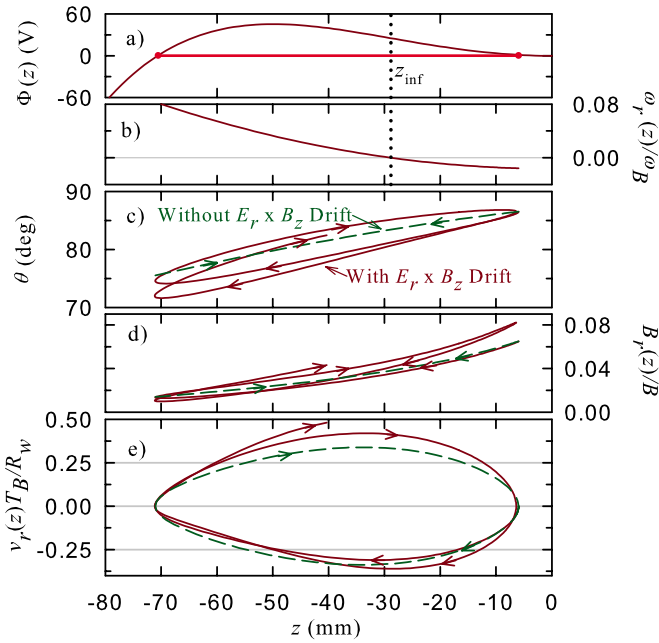 Φ(z) (V)
60
0
-60
a)
z_inf
b)
0.08
0.00
ω_r(z)/ω_B
θ (deg)
90
80
70
c)
Without E_r x B_z Drift
With E_r x B_z Drift
d)
0.08
0.04
0.00
B_r(z)/B
v_r(z)T_B/R_w
0.50
0.25
0.00
-0.25
e)
-80 -70 -60 -50 -40 -30 -20 -10 0
z (mm)